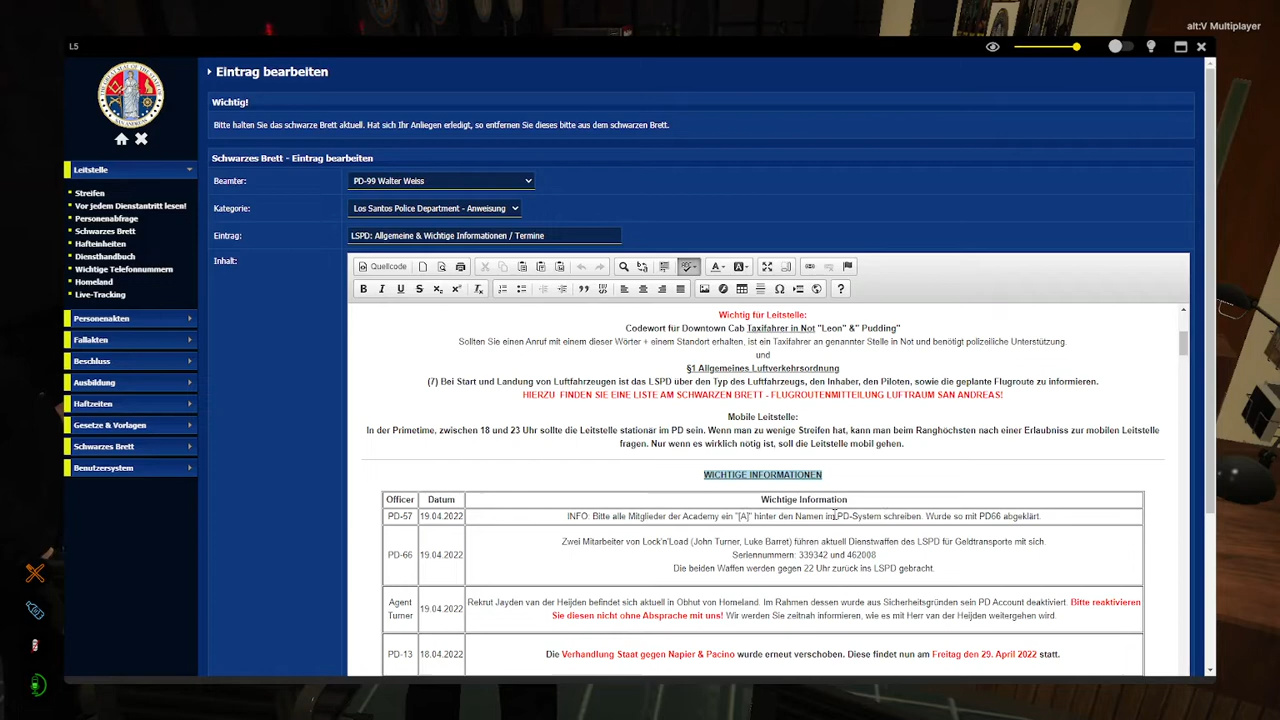 alt:V Multiplayer
L5
Eintrag bearbeiten
Wichtig!
Bitte halten Sie das schwarze Brett aktuell. Hat sich Ihr Anliegen erledigt, so entfernen Sie dieses bitte aus dem schwarzen Brett.
Leitstelle
Streifen
Vor jedem Dienstantritt lesen!
Personenabfrage
Schwarzes Brett
Hafteinheiten
Diensthandbuch
Wichtige Telefonnummern
Homeland
Live-Tracking
Personenakten
Fallakten
Beschluss
Ausbildung
Haftzeiten
Gesetze & Vorlagen
Schwarzes Brett
Benutzersystem
Schwarzes Brett - Eintrag bearbeiten
Beamter: PD-99 Walter Weiss
Kategorie: Los Santos Police Department - Anweisung
Eintrag: LSPD: Allgemeine & Wichtige Informationen / Termine
Inhalt:
Quellcode
Wichtig für Leitstelle:
Codewort für Downtown Cab Taxifahrer in Not "Leon" &" Pudding"
Sollten Sie einen Anruf mit einem dieser Wörter + einem Standort erhalten, ist ein Taxifahrer an genannter Stelle in Not und benötigt polizeiliche Unterstützung.
und
§1 Allgemeines Luftverkehrsordnung
(7) Bei Start und Landung von Luftfahrzeugen ist das LSPD über den Typ des Luftfahrzeugs, den Inhaber, den Piloten, sowie die geplante Flugroute zu informieren.
HIERZU FINDEN SIE EINE LISTE AM SCHWARZEN BRETT - FLUGROUTENMITTEILUNG LUFTRAUM SAN ANDREAS!
Mobile Leitstelle:
In der Primetime, zwischen 18 und 23 Uhr sollte die Leitstelle stationar im PD sein. Wenn man zu wenige Streifen hat, kann man beim Ranghöchsten nach einer Erlaubniss zur mobilen Leitstelle
fragen. Nur wenn es wirklich nötig ist, soll die Leitstelle mobil gehen.
WICHTIGE INFORMATIONEN
Officer Datum Wichtige Information
PD-57 19.04.2022 INFO: Bitte alle Mitglieder der Academy ein "[A]" hinter den Namen im PD-System schreiben. Wurde so mit PD66 abgeklärt.
PD-66 19.04.2022 Zwei Mitarbeiter von Lock'n'Load (John Turner, Luke Barret) führen aktuell Dienstwaffen des LSPD für Geldtransporte mit sich.
Seriennummern: 339342 und 462008
Die beiden Waffen werden gegen 22 Uhr zurück ins LSPD gebracht.
Agent Turner 19.04.2022 Rekrut Jayden van der Heijden befindet sich aktuell in Obhut von Homeland. Im Rahmen dessen wurde aus Sicherheitsgründen sein PD Account deaktiviert. Bitte reaktivieren
Sie diesen nicht ohne Absprache mit uns! Wir werden Sie zeitnah informieren, wie es mit Herr van der Heijden weitergehen wird.
PD-13 18.04.2022 Die Verhandlung Staat gegen Napier & Pacino wurde erneut verschoben. Diese findet nun am Freitag den 29. April 2022 statt.